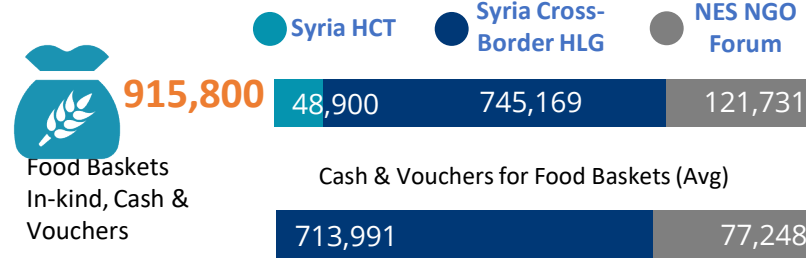 Syria HCT
Syria Cross-
Border HLG
NES NGO
Forum
915,800
48,900
745,169
121,731
Food Baskets
In-kind, Cash &
Vouchers
Cash & Vouchers for Food Baskets (Avg)
713,991
77,248